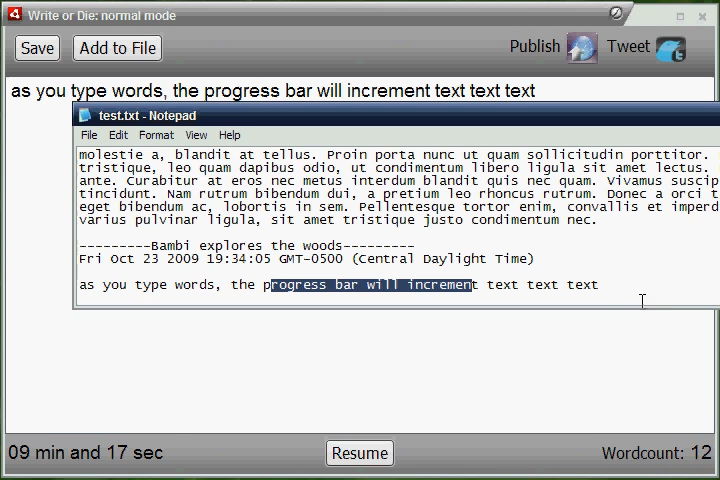 Write or Die: normal mode
Save Add to File Publish Tweet
as you type words, the progress bar will increment text text text
test.txt - Notepad
File Edit Format View Help
molestie a, blandit at tellus. Proin porta nunc ut quam sollicitudin porttitor.
tristique, leo quam dapibus odio, ut condimentum libero ligula sit amet lectus.
ante. Curabitur at eros nec metus interdum blandit quis nec quam. Vivamus suscip
tincidunt. Nam rutrum bibendum dui, a pretium leo rhoncus rutrum. Donec a orci t
eget bibendum ac, lobortis in sem. Pellentesque tortor enim, convallis et imperd
varius pulvinar ligula, sit amet tristique justo condimentum nec.
---------Bambi explores the woods---------
Fri Oct 23 2009 19:34:05 GMT-0500 (Central Daylight Time)
as you type words, the progress bar will increment text text text
09 min and 17 sec Resume Wordcount: 12